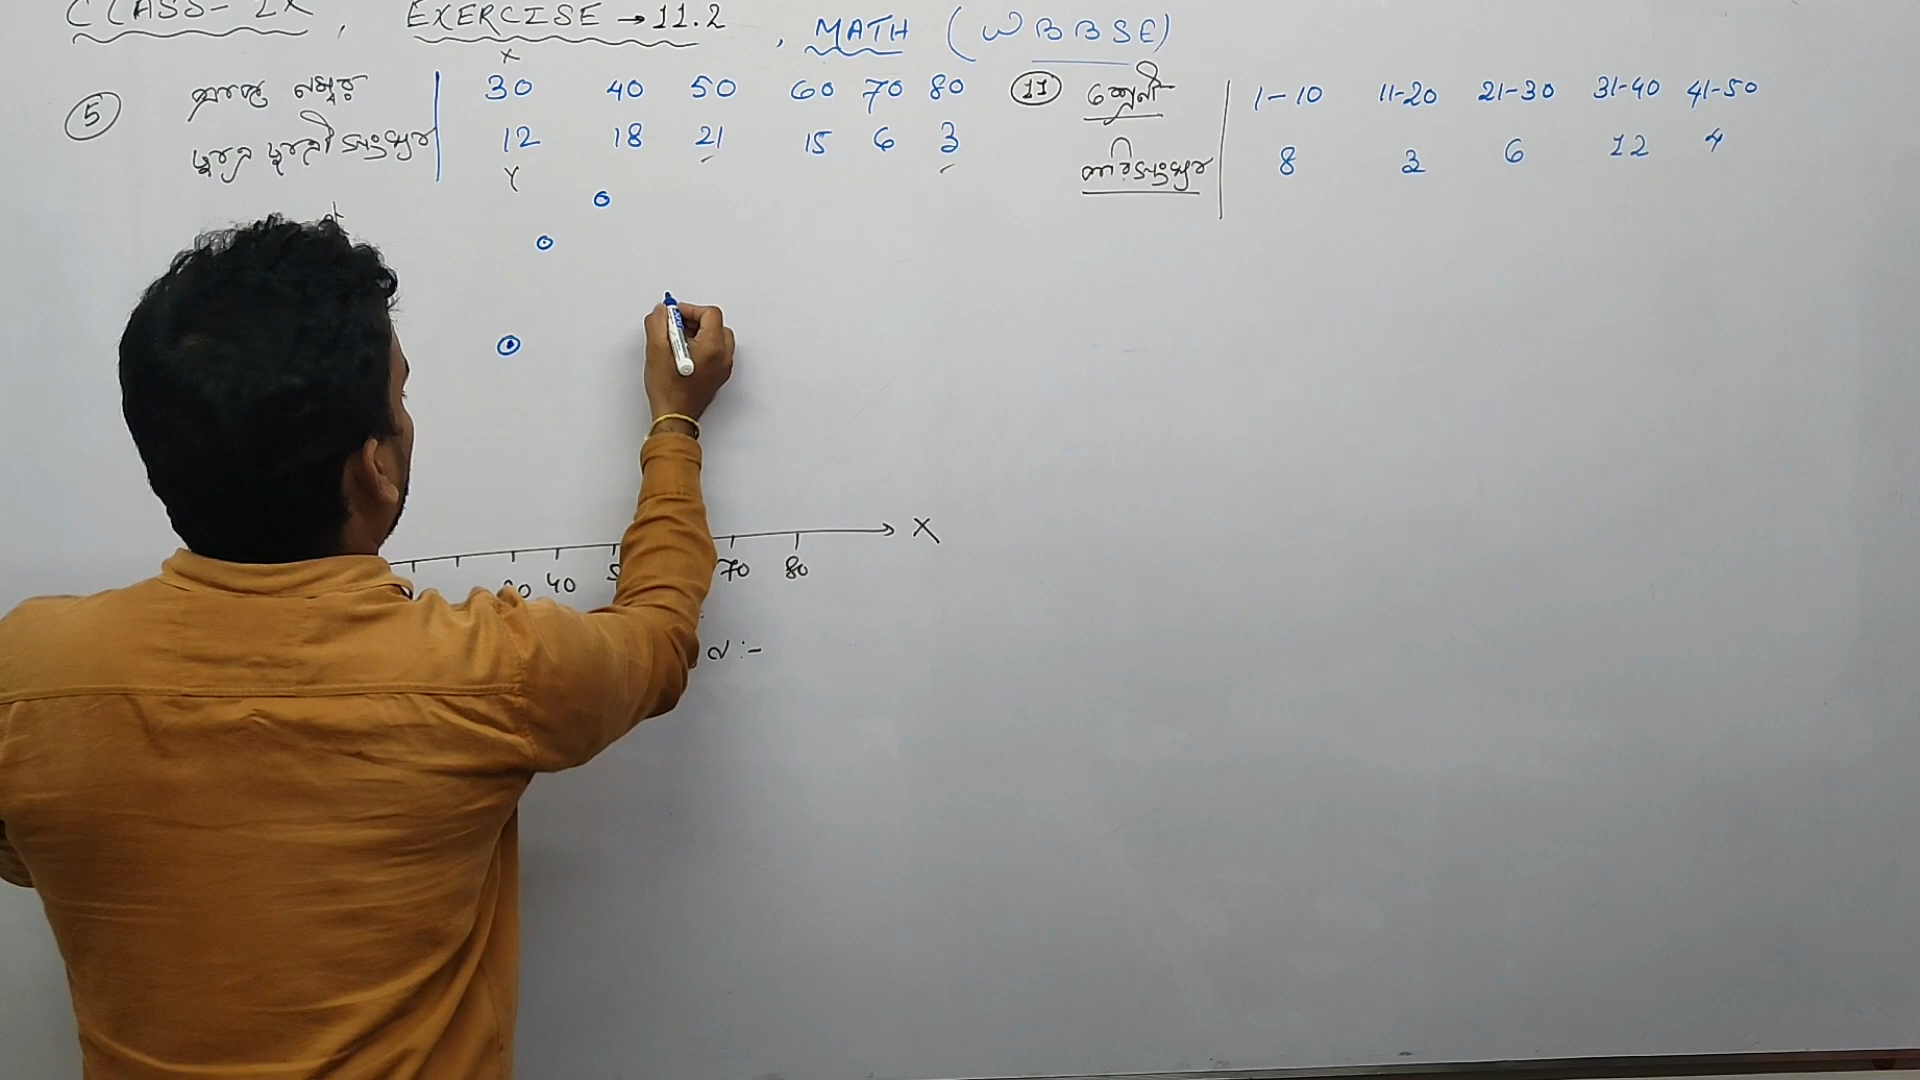 CLASS-IX, EXERCISE → 11.2, MATH (WBBSE)
X
5 প্রাপ্ত নম্বর 30 40 50 60 70 80
ছাত্র ছাত্রী সংখ্যা 12 18 21 15 6 3
Y
11 শ্রেণী 1-10 11-20 21-30 31-40 41-50
পরিসংখ্যা 8 3 6 12 4
X
40 70 80